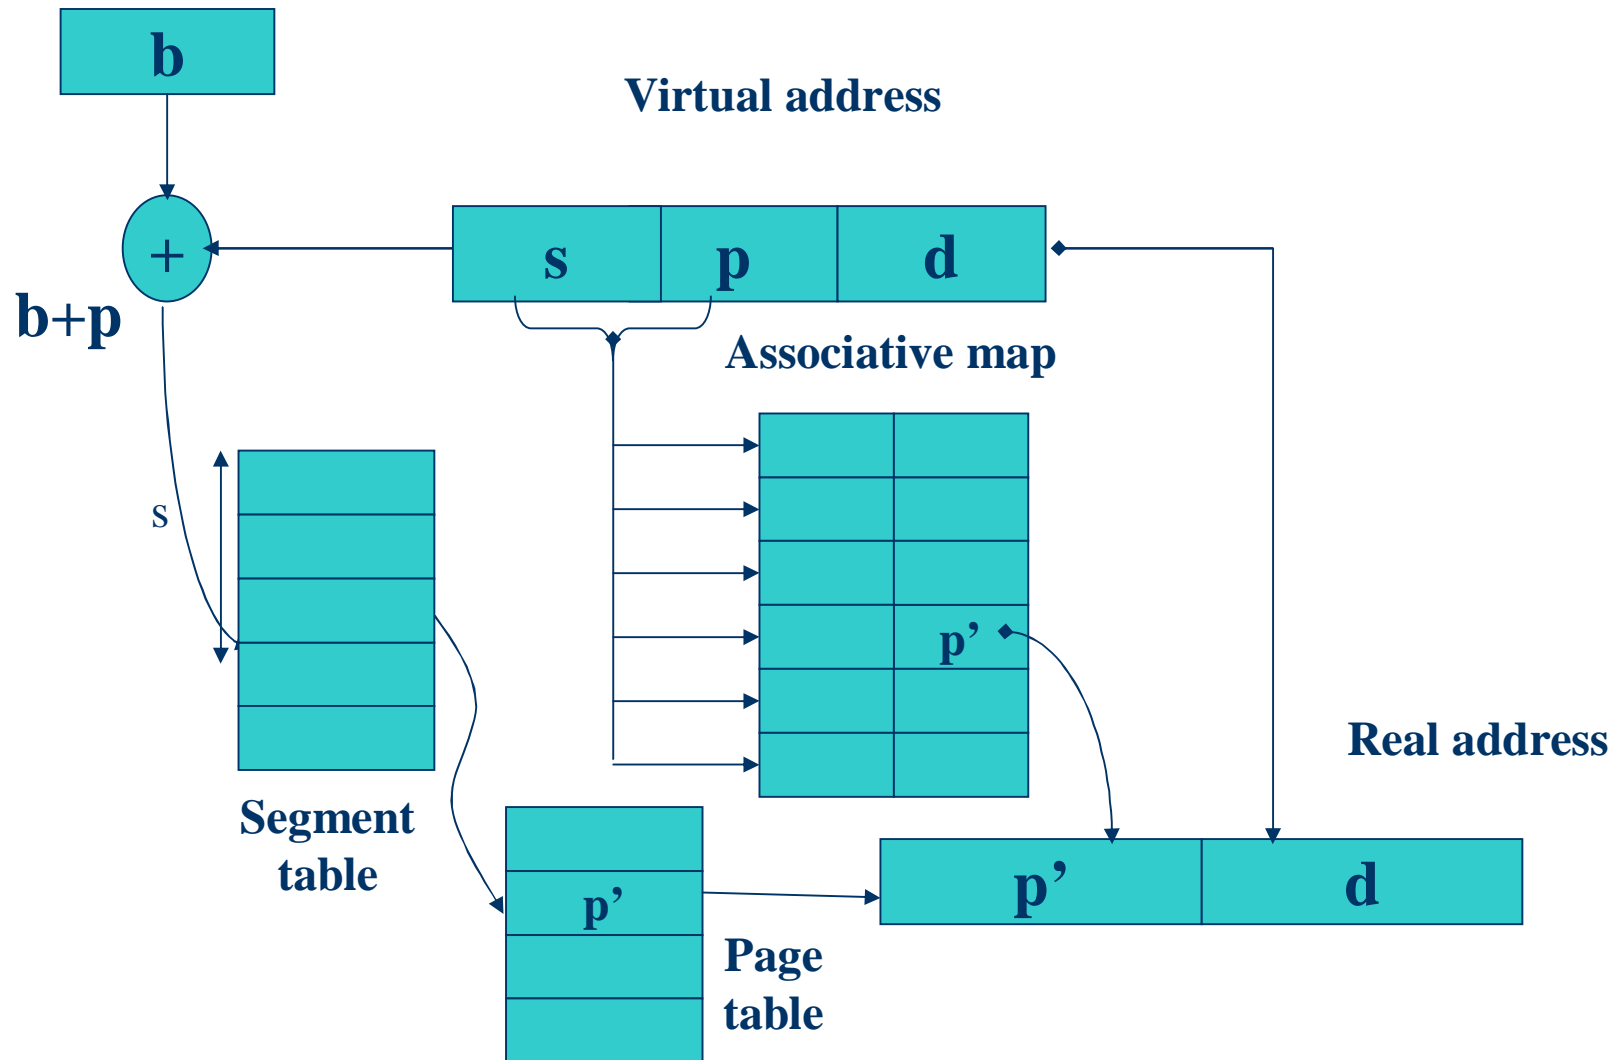 b
Virtual address
+
s p d
b+p
Associative map
s
p’
Real address
Segment
table
p’
p’ d
Page
table